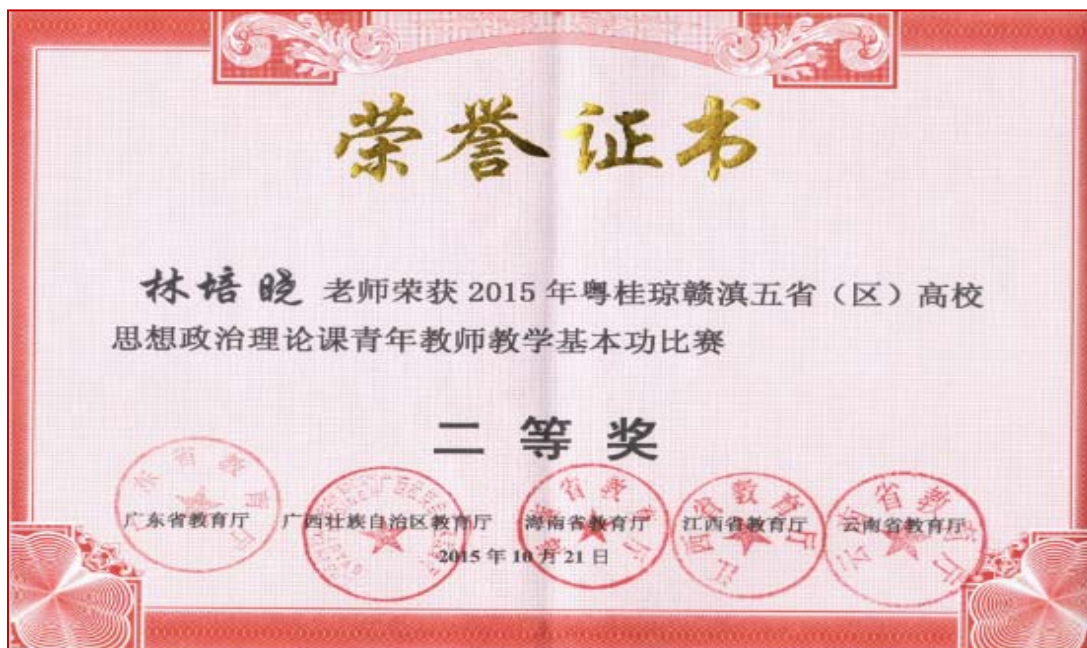 荣誉证书
林培晓 老师荣获 2015 年粤桂琼赣滇五省（区）高校
思想政治理论课青年教师教学基本功比赛
二等奖
广东省教育厅 广西壮族自治区教育厅 海南省教育厅 江西省教育厅 云南省教育厅
2015 年 10 月 21 日